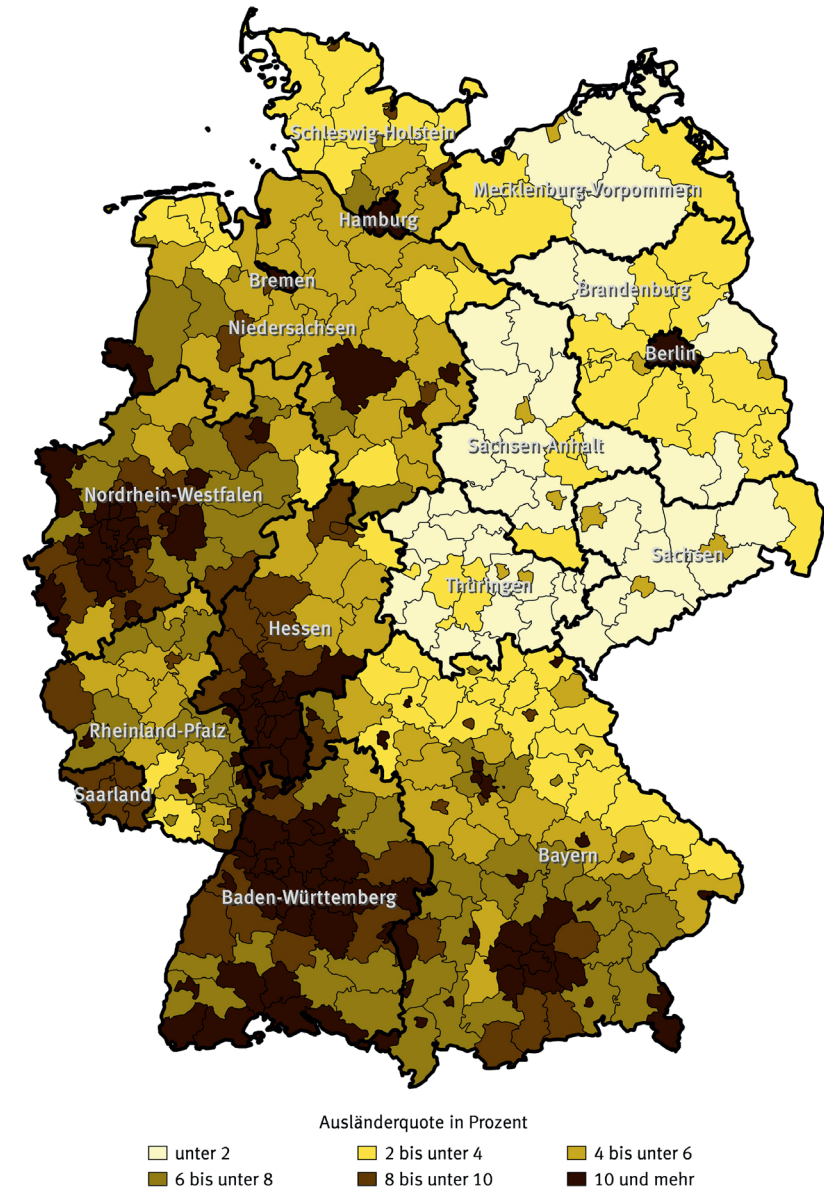 Schleswig-Holstein
Mecklenburg-Vorpommern
Hamburg
Bremen
Brandenburg
Niedersachsen
Berlin
Sachsen-Anhalt
Nordrhein-Westfalen
Sachsen
Thüringen
Hessen
Rheinland-Pfalz
Saarland
Bayern
Baden-Württemberg
Ausländerquote in Prozent
unter 2 2 bis unter 4 4 bis unter 6
6 bis unter 8 8 bis unter 10 10 und mehr